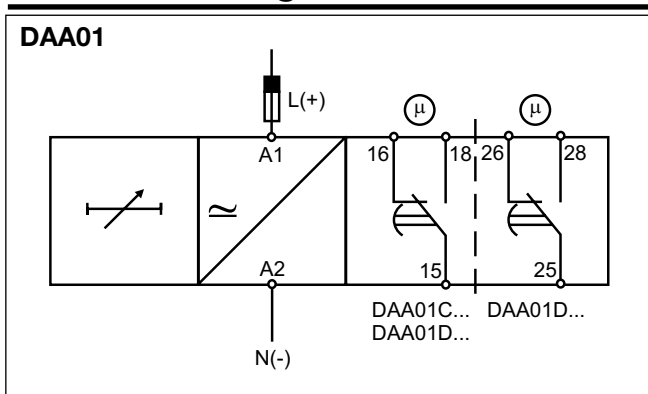 DAA01
L(+)
μ μ
A1 16 18 26 28
≃
A2 15 25
DAA01C... DAA01D...
DAA01D...
N(-)